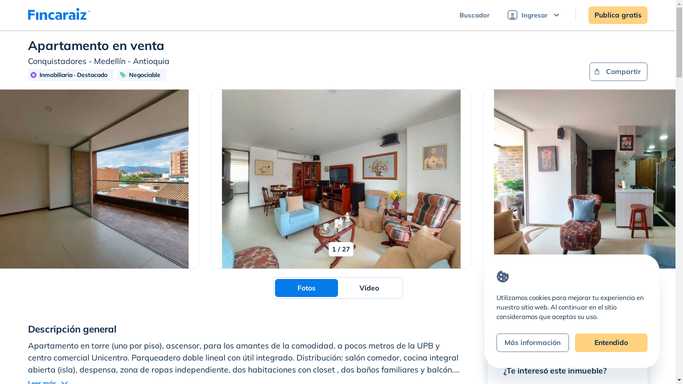 Fincaraiz
Buscador
Ingresar
Publica gratis
Apartamento en venta
Conquistadores - Medellín - Antioquia
Inmobiliaria - Destacado
Negociable
Compartir
1 / 27
Fotos
Video
Utilizamos cookies para mejorar tu experiencia en
nuestro sitio web. Al continuar en el sitio
consideramos que aceptas su uso.
Más información
Entendido
Descripción general
Apartamento en torre (uno por piso), ascensor, para los amantes de la comodidad, a pocos metros de la UPB y
centro comercial Unicentro. Parqueadero doble lineal con útil integrado. Distribución: salón comedor, cocina integral
abierta (isla), despensa, zona de ropas independiente, dos habitaciones con closet , dos baños familiares y balcón....
Leer más
¿Te interesó este inmueble?